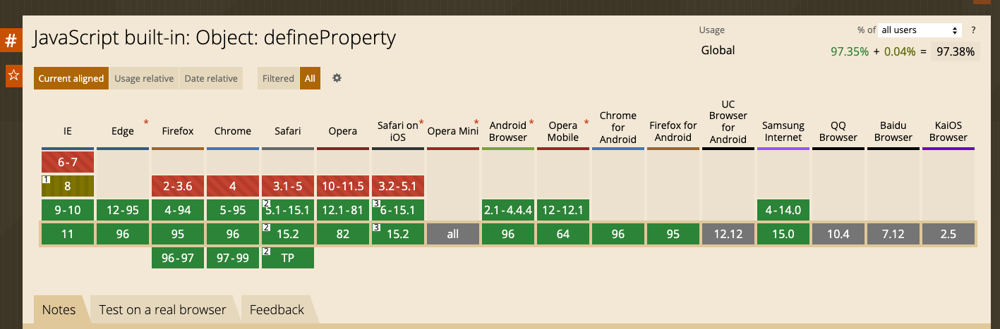 #
JavaScript built-in: Object: defineProperty
Usage % of all users ?
Global 97.35% + 0.04% = 97.38%
Current aligned Usage relative Date relative Filtered All
IE Edge * Firefox Chrome Safari Opera Safari on iOS * Opera Mini * Android Browser * Opera Mobile * Chrome for Android Firefox for Android UC Browser for Android Samsung Internet QQ Browser Baidu Browser KaiOS Browser
6-7
1 8 2-3.6 4 3.1-5 10-11.5 3.2-5.1
9-10 12-95 4-94 5-95 2 5.1-15.1 12.1-81 3 6-15.1 2.1-4.4.4 12-12.1 4-14.0
11 96 95 96 2 15.2 82 3 15.2 all 96 64 96 95 12.12 15.0 10.4 7.12 2.5
96-97 97-99 2 TP
Notes Test on a real browser Feedback